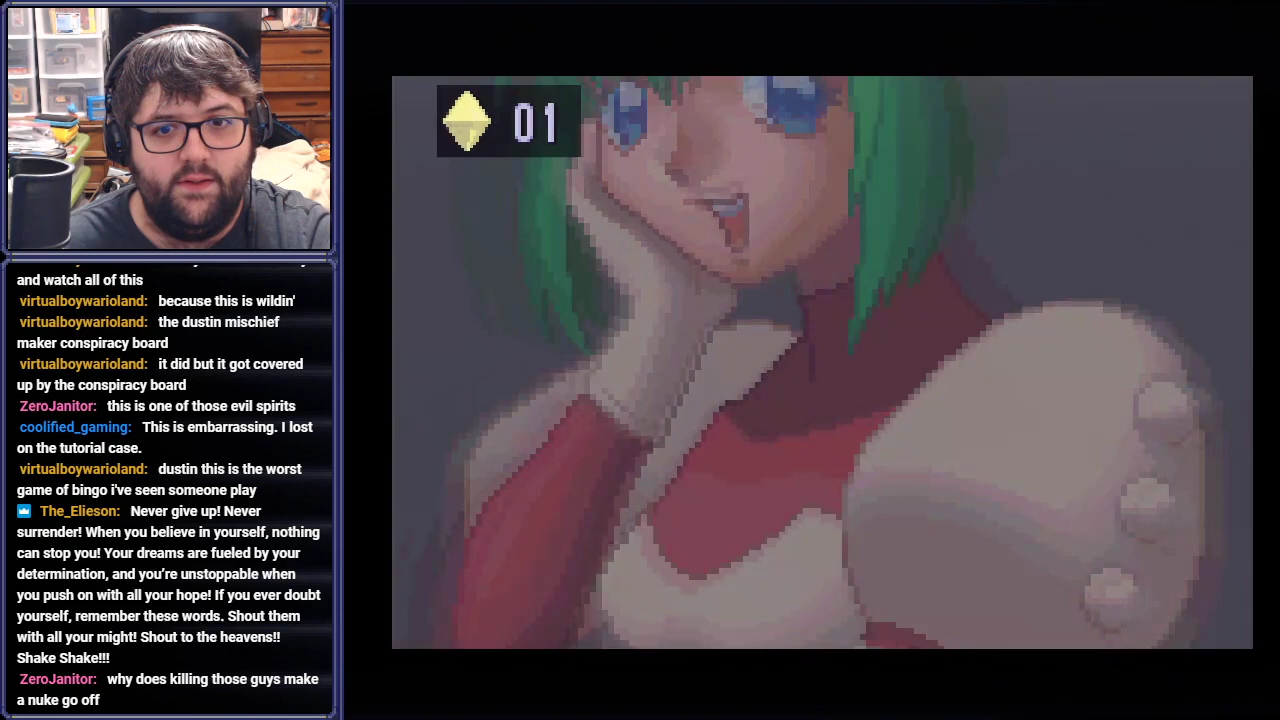 and watch all of this
virtualboywarioland: because this is wildin'
virtualboywarioland: the dustin mischief
maker conspiracy board
virtualboywarioland: it did but it got covered
up by the conspiracy board
ZeroJanitor: this is one of those evil spirits
coolified_gaming: This is embarrassing. I lost
on the tutorial case.
virtualboywarioland: dustin this is the worst
game of bingo i've seen someone play
The_Elieson: Never give up! Never
surrender! When you believe in yourself, nothing
can stop you! Your dreams are fueled by your
determination, and you’re unstoppable when
you push on with all your hope! If you ever doubt
yourself, remember these words. Shout them
with all your might! Shout to the heavens!!
Shake Shake!!!
ZeroJanitor: why does killing those guys make
a nuke go off
01